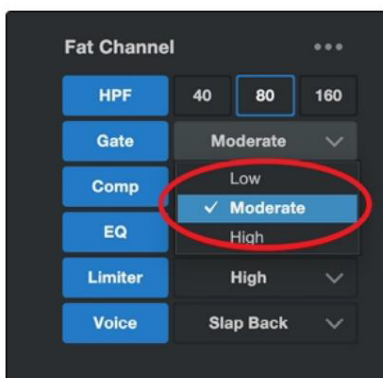 Fat Channel
HPF 40 80 160
Gate Moderate
Comp Low
Moderate
EQ High
Limiter High
Voice Slap Back